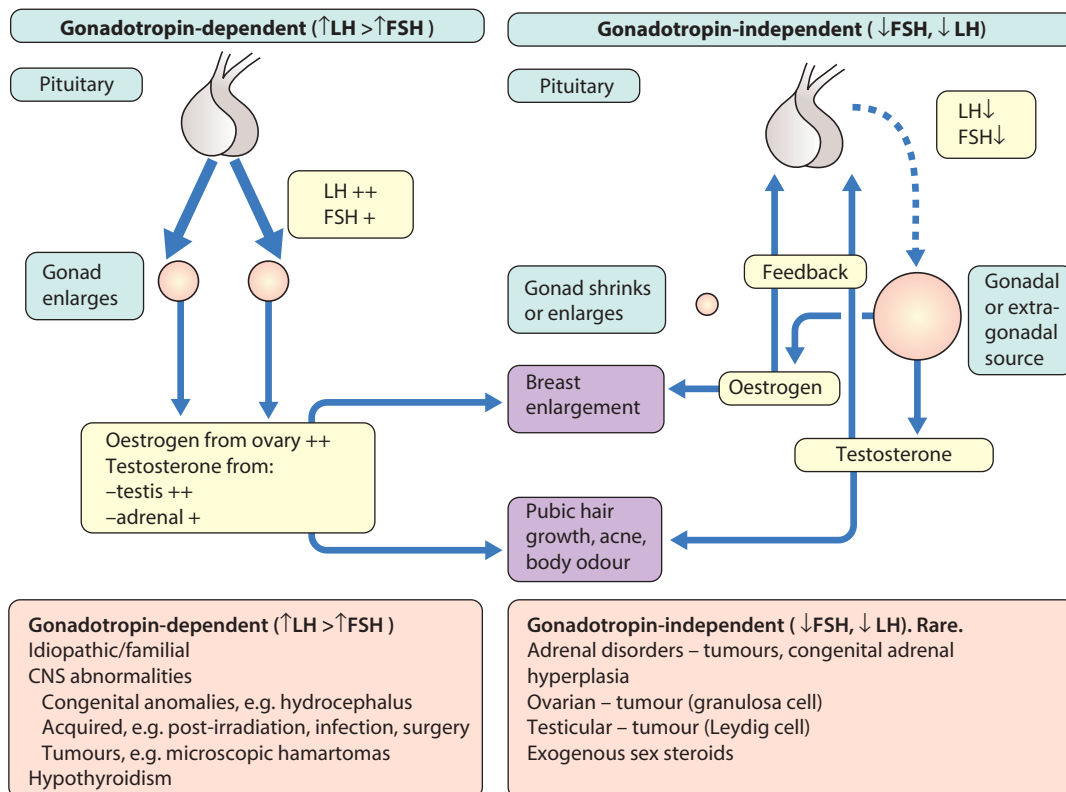 Gonadotropin-dependent (↑LH >↑FSH )
Pituitary
LH ++
FSH +
Gonad
enlarges
Oestrogen from ovary ++
Testosterone from:
–testis ++
–adrenal +
Gonadotropin-independent ( ↓FSH, ↓ LH)
Pituitary
LH↓
FSH↓
Feedback
Gonad shrinks
or enlarges
Gonadal
or extra-
gonadal
source
Breast
enlargement
Oestrogen
Testosterone
Pubic hair
growth, acne,
body odour
Gonadotropin-dependent (↑LH >↑FSH )
Idiopathic/familial
CNS abnormalities
Congenital anomalies, e.g. hydrocephalus
Acquired, e.g. post-irradiation, infection, surgery
Tumours, e.g. microscopic hamartomas
Hypothyroidism
Gonadotropin-independent ( ↓FSH, ↓ LH). Rare.
Adrenal disorders – tumours, congenital adrenal
hyperplasia
Ovarian – tumour (granulosa cell)
Testicular – tumour (Leydig cell)
Exogenous sex steroids